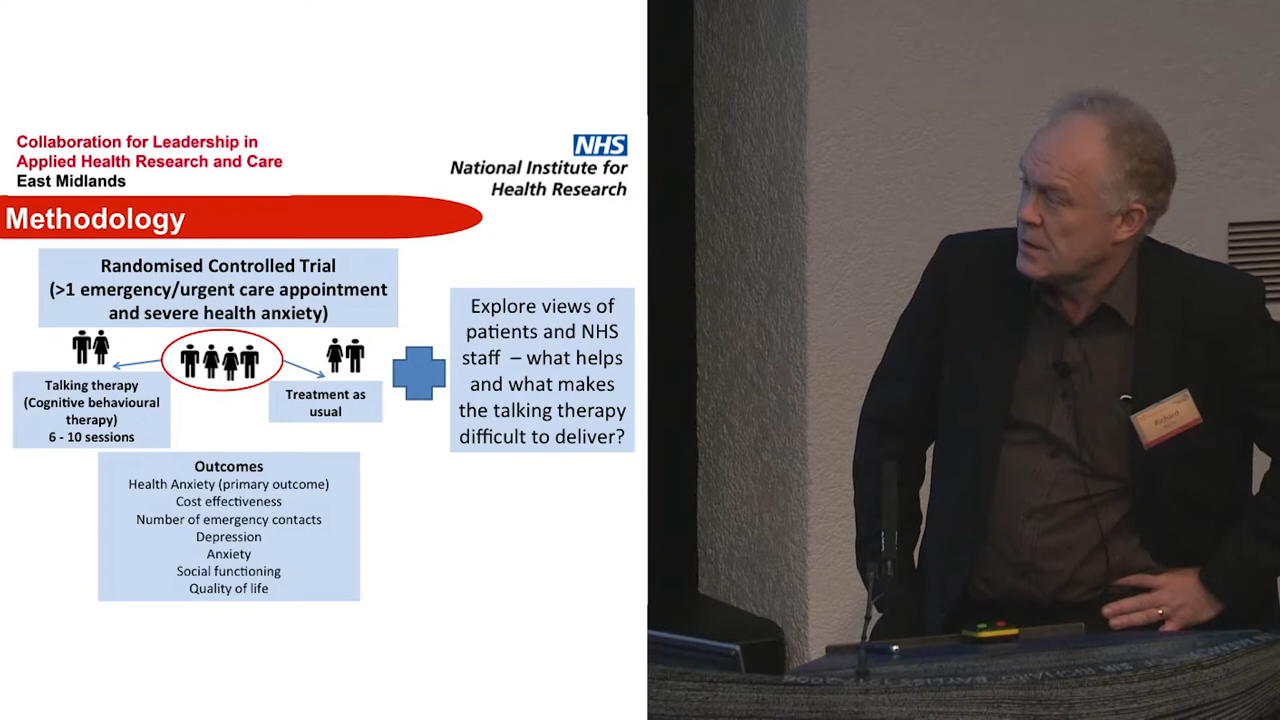 Collaboration for Leadership in
Applied Health Research and Care
East Midlands
NHS
National Institute for
Health Research
Methodology
Randomised Controlled Trial
(>1 emergency/urgent care appointment
and severe health anxiety)
Talking therapy
(Cognitive behavioural
therapy)
6 - 10 sessions
Treatment as
usual
Explore views of
patients and NHS
staff – what helps
and what makes
the talking therapy
difficult to deliver?
Outcomes
Health Anxiety (primary outcome)
Cost effectiveness
Number of emergency contacts
Depression
Anxiety
Social functioning
Quality of life
Richard
SIR RICHARD